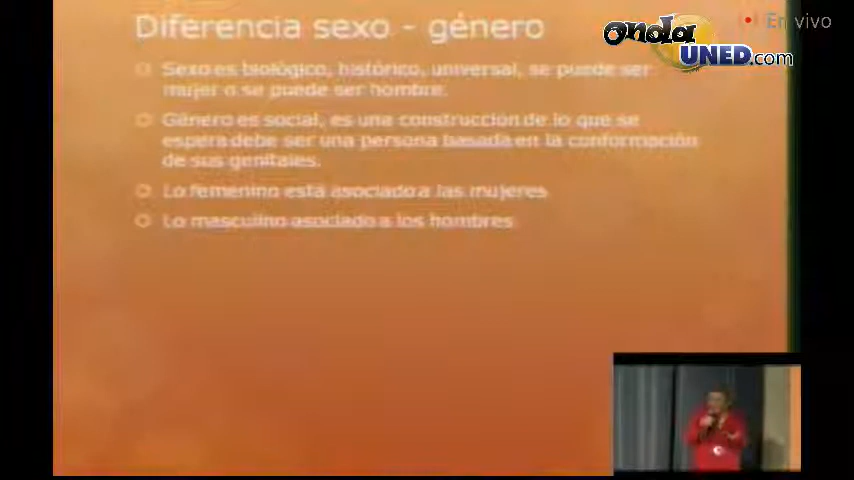 Diferencia sexo - género
onda
UNED.com
En vivo
Sexo es biológico, histórico, universal, se puede ser
mujer o se puede ser hombre.
Género es social, es una construcción de lo que se
espera debe ser una persona basada en la conformación
de sus genitales.
Lo femenino está asociado a las mujeres
Lo masculino asociado a los hombres